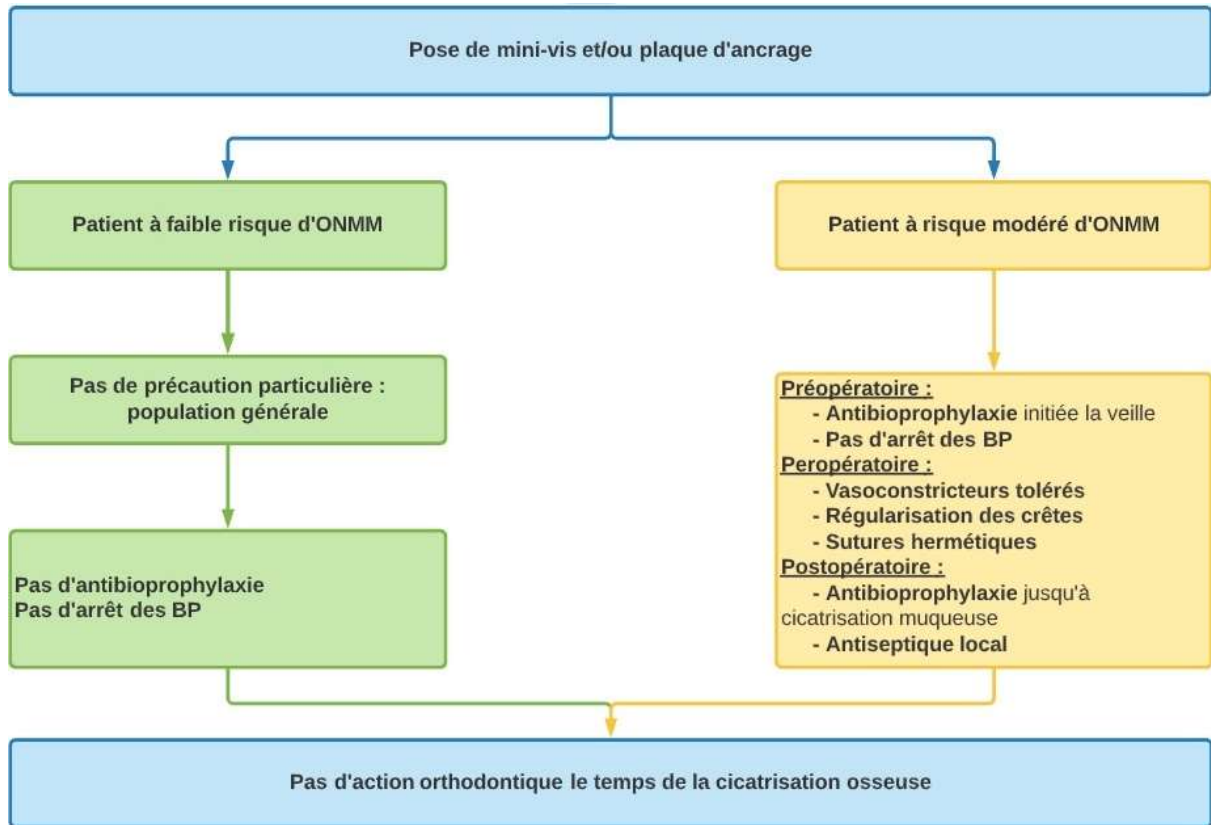 Pose de mini-vis et/ou plaque d'ancrage
Patient à faible risque d'ONMM
Patient à risque modéré d'ONMM
Pas de précaution particulière :
population générale
Pas d'antibioprophylaxie
Pas d'arrêt des BP
Préopératoire :
- Antibioprophylaxie initiée la veille
- Pas d'arrêt des BP
Peropératoire :
- Vasoconstricteurs tolérés
- Régularisation des crêtes
- Sutures hermétiques
Postopératoire :
- Antibioprophylaxie jusqu'à
cicatrisation muqueuse
- Antiseptique local
Pas d'action orthodontique le temps de la cicatrisation osseuse